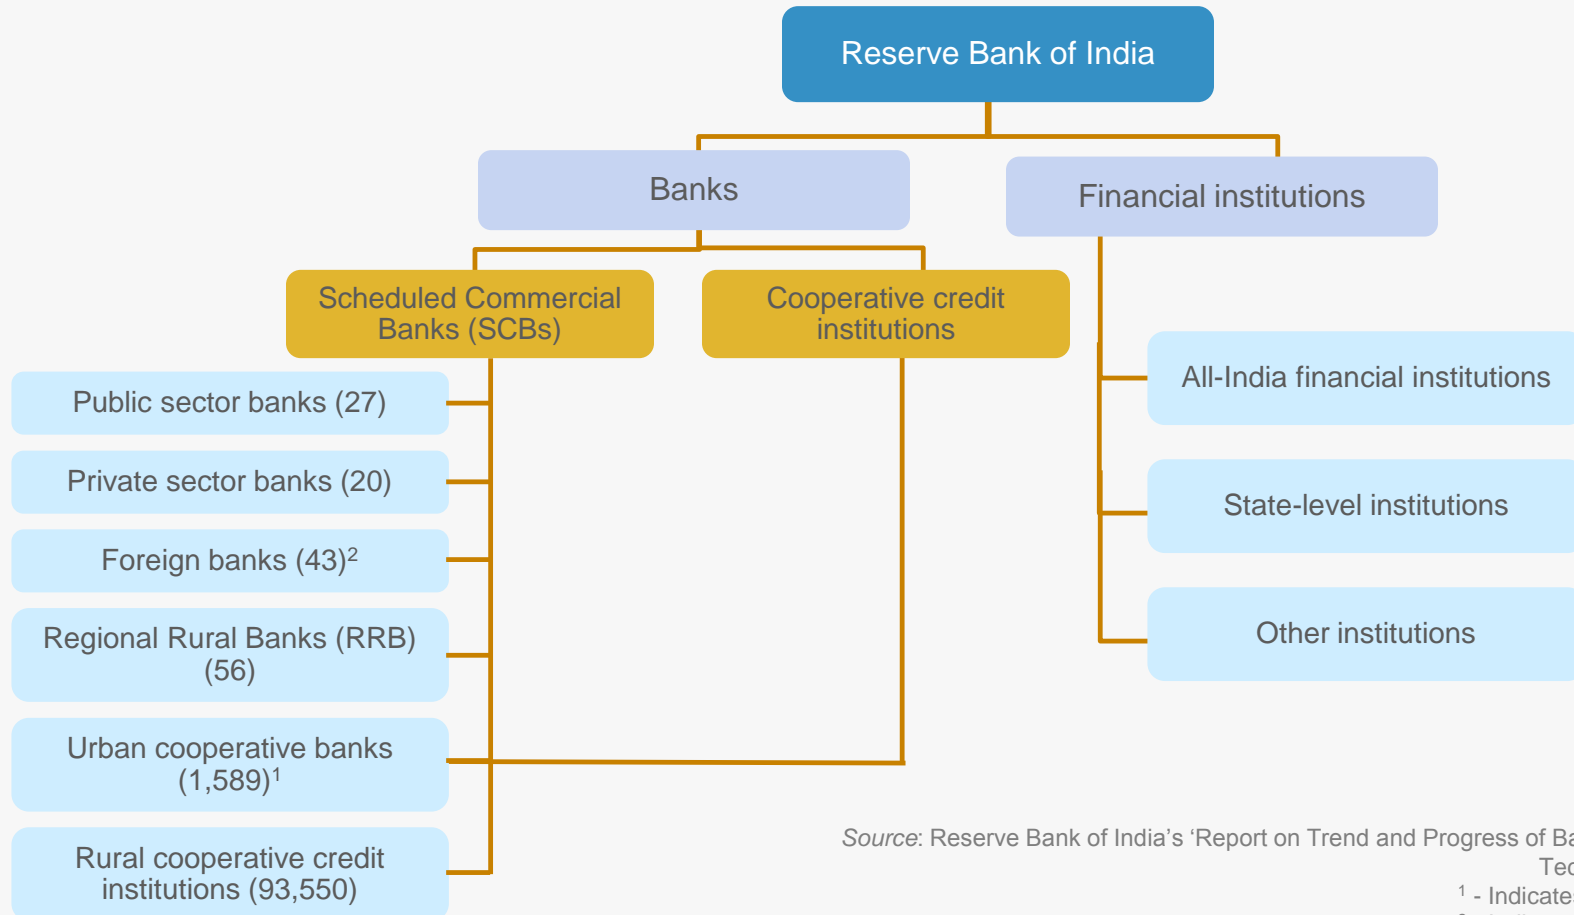 Reserve Bank of India
Banks
Financial institutions
Scheduled Commercial
Banks (SCBs)
Cooperative credit
institutions
Public sector banks (27)
Private sector banks (20)
Foreign banks (43)²
Regional Rural Banks (RRB)
(56)
Urban cooperative banks
(1,589)¹
Rural cooperative credit
institutions (93,550)
All-India financial institutions
State-level institutions
Other institutions
Source: Reserve Bank of India’s ‘Report on Trend and Progress of
¹ - Indicates